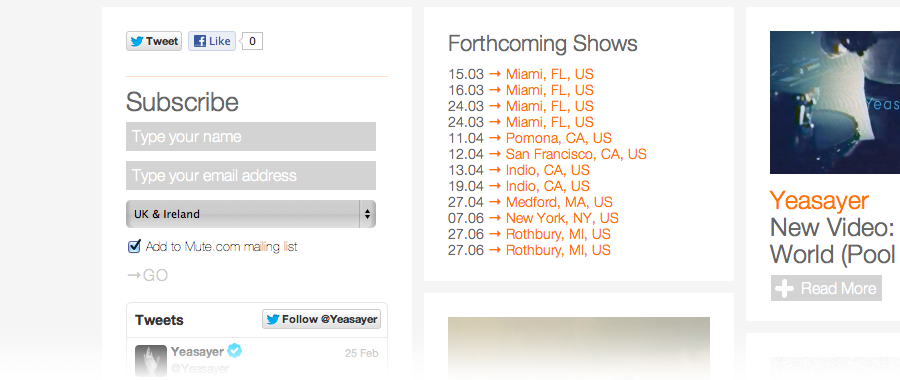 Tweet Like 0
Subscribe
Type your name
Type your email address
UK & Ireland
Add to Mute.com mailing list
→GO
Tweets Follow @Yeasayer
Yeasayer 25 Feb
@Yeasayer
Forthcoming Shows
15.03 → Miami, FL, US
16.03 → Miami, FL, US
24.03 → Miami, FL, US
24.03 → Miami, FL, US
11.04 → Pomona, CA, US
12.04 → San Francisco, CA, US
13.04 → Indio, CA, US
19.04 → Indio, CA, US
27.04 → Medford, MA, US
07.06 → New York, NY, US
27.06 → Rothbury, MI, US
27.06 → Rothbury, MI, US
Yeas
Yeasayer
New Video:
World (Pool
Read More